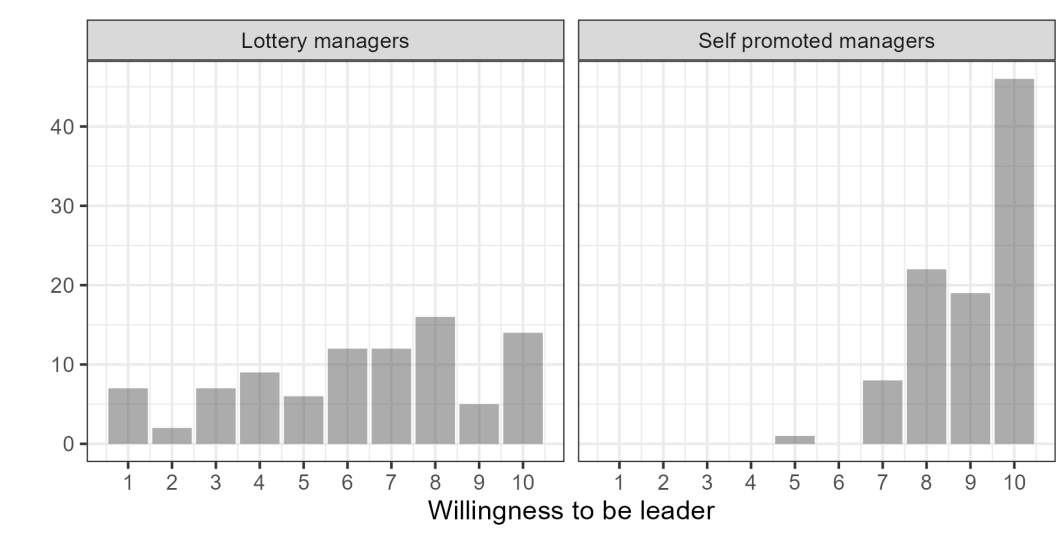 Lottery managers
Self promoted managers
40
30
20
10
0
1 2 3 4 5 6 7 8 9 10
1 2 3 4 5 6 7 8 9 10
Willingness to be leader